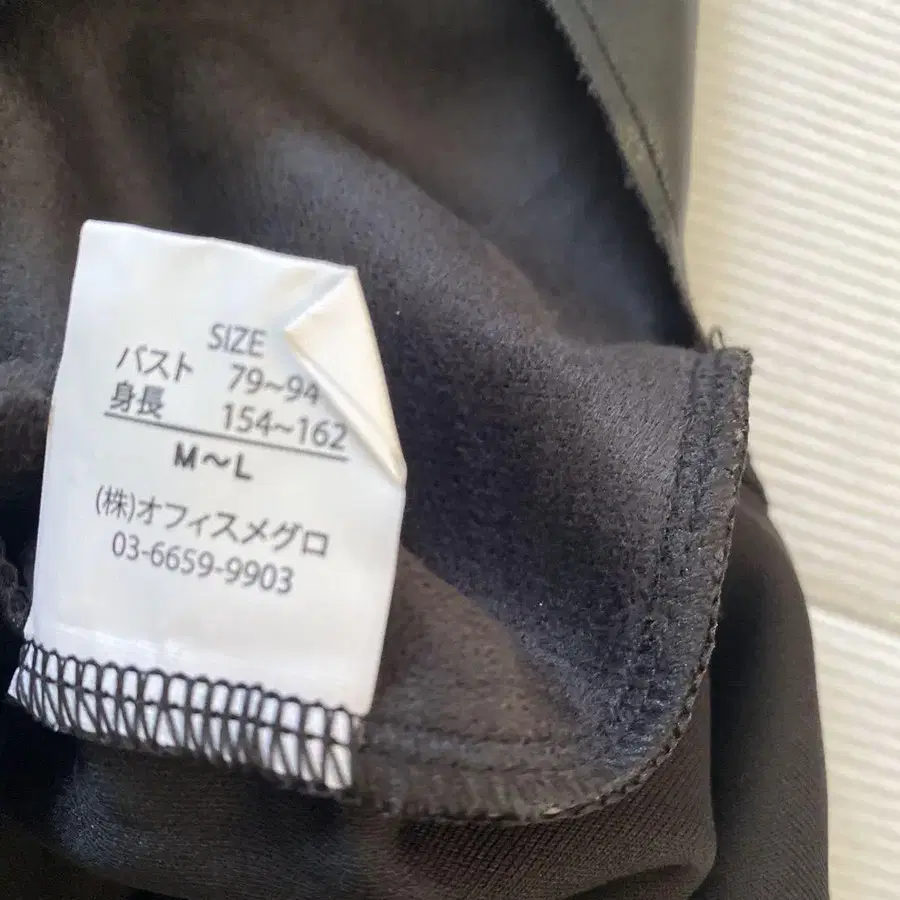 SIZE
バスト 79~94
身長 154~162
M~L
(株)オフィスメグロ
03-6659-9903